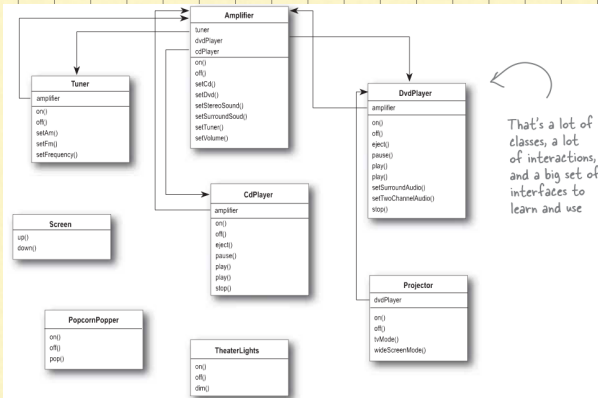 Amplifier
tuner
dvdPlayer
cdPlayer
on()
off()
setCd()
setDvd()
setStereoSound()
setSurroundSoud()
setTuner()
setVolume()
Tuner
amplifier
on()
off()
setAm()
setFm()
setFrequency()
DvdPlayer
amplifier
on()
off()
eject()
pause()
play()
play()
setSurroundAudio()
setTwoChannelAudio()
stop()
That's a lot of
classes, a lot
of interactions,
and a big set of
interfaces to
learn and use
CdPlayer
amplifier
on()
off()
eject()
pause()
play()
play()
stop()
Screen
up()
down()
Projector
dvdPlayer
on()
off()
tvMode()
wideScreenMode()
PopcornPopper
on()
off()
pop()
TheaterLights
on()
off()
dim()